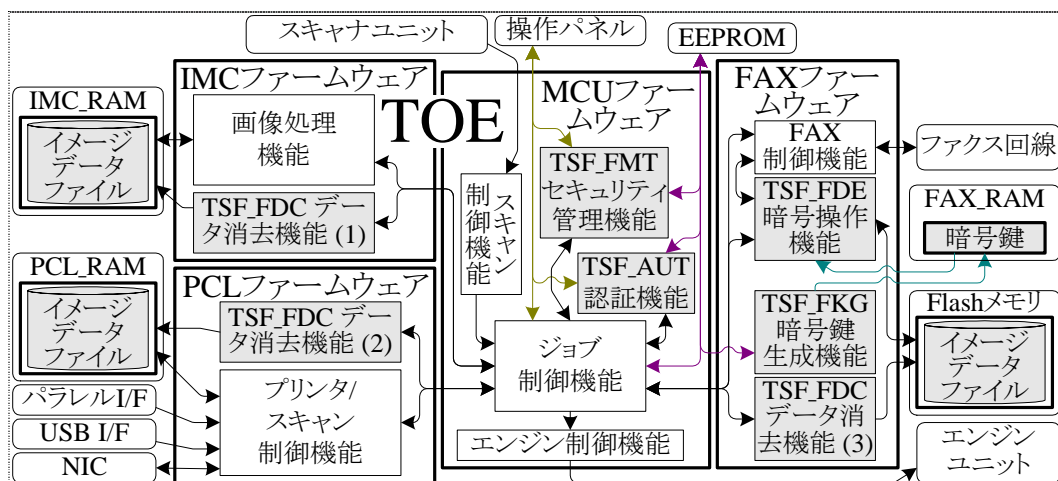 スキャナユニット
操作パネル
EEPROM
IMCファームウェア
TOE
MCUファー
ムウェア
FAXファー
ムウェア
IMC_RAM
イメージ
データ
ファイル
画像処理
機能
TSF_FDC デー
タ消去機能 (1)
スキャン
制御機能
TSF_FMT
セキュリティ
管理機能
TSF_AUT
認証機能
FAX
制御機能
TSF_FDE
暗号操作
機能
ファクス回線
FAX_RAM
暗号鍵
PCL_RAM
イメージ
データ
ファイル
PCLファームウェア
TSF_FDC デー
タ消去機能 (2)
プリンタ/
スキャン
制御機能
ジョブ
制御機能
エンジン制御機能
TSF_FKG
暗号鍵
生成機能
TSF_FDC
データ消
去機能 (3)
Flashメモリ
イメージ
データ
ファイル
パラレルI/F
USB I/F
NIC
エンジン
ユニット